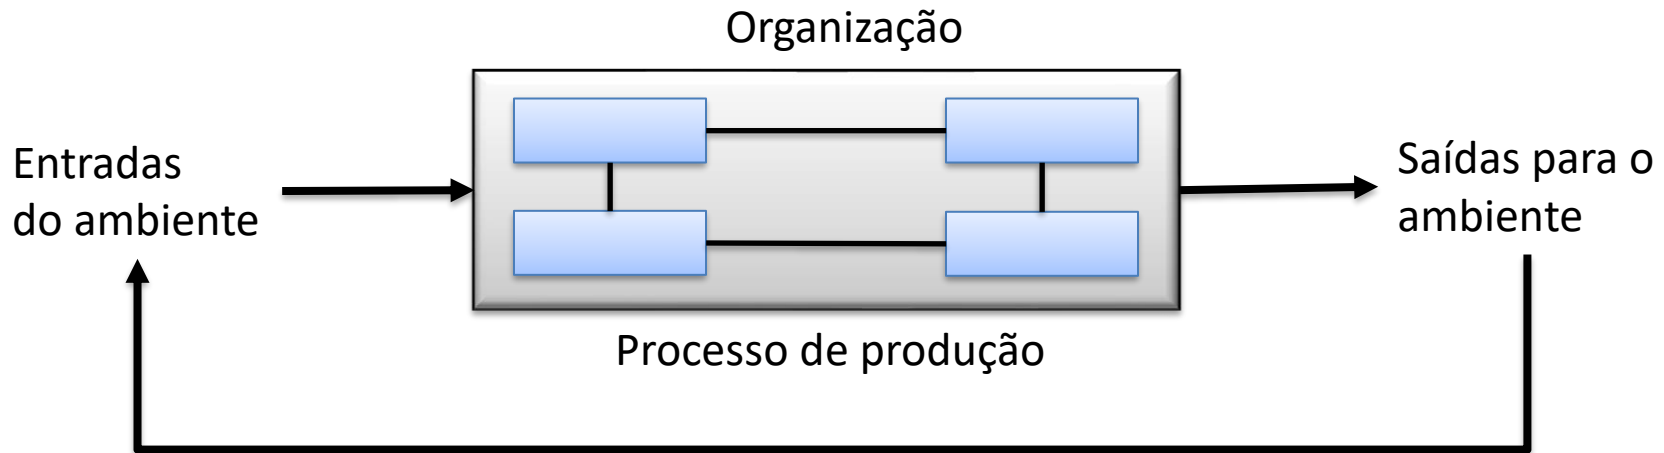 Organização
Entradas
do ambiente
Saídas para o
ambiente
Processo de produção